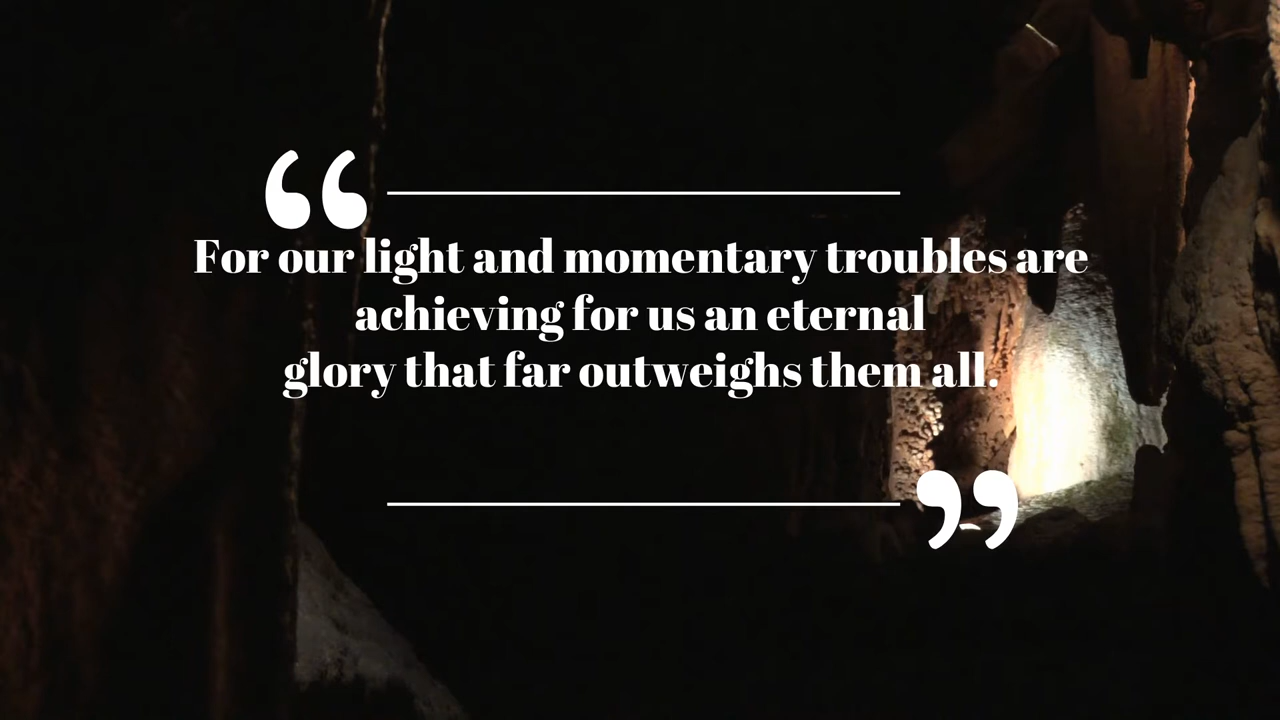 “
For our light and momentary troubles are
achieving for us an eternal
glory that far outweighs them all.
”